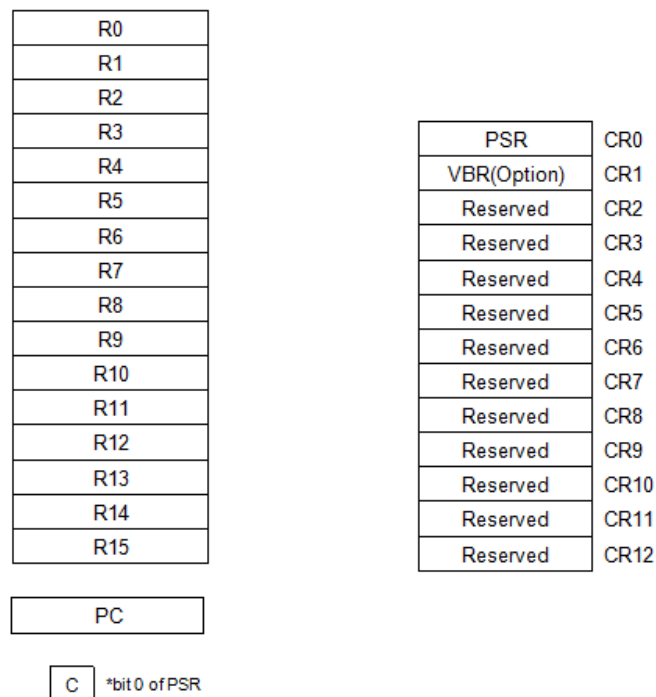 R0
R1
R2
R3
R4
R5
R6
R7
R8
R9
R10
R11
R12
R13
R14
R15
PC
C *bit 0 of PSR
PSR CR0
VBR(Option) CR1
Reserved CR2
Reserved CR3
Reserved CR4
Reserved CR5
Reserved CR6
Reserved CR7
Reserved CR8
Reserved CR9
Reserved CR10
Reserved CR11
Reserved CR12